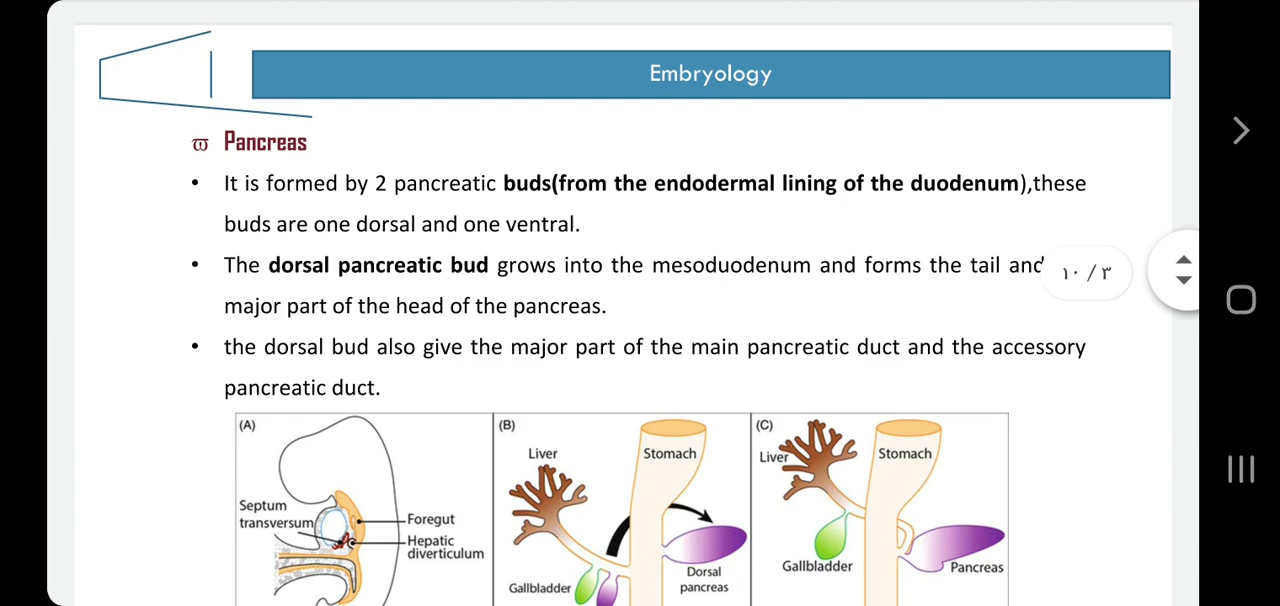 Embryology
ϖ Pancreas
• It is formed by 2 pancreatic buds(from the endodermal lining of the duodenum),these
buds are one dorsal and one ventral.
• The dorsal pancreatic bud grows into the mesoduodenum and forms the tail and
major part of the head of the pancreas.
١٠ / ٣
• the dorsal bud also give the major part of the main pancreatic duct and the accessory
pancreatic duct.
(A)
Septum
transversum
Foregut
Hepatic
diverticulum
(B)
Liver
Stomach
Gallbladder
Dorsal
pancreas
(C)
Liver
Stomach
Gallbladder
Pancreas